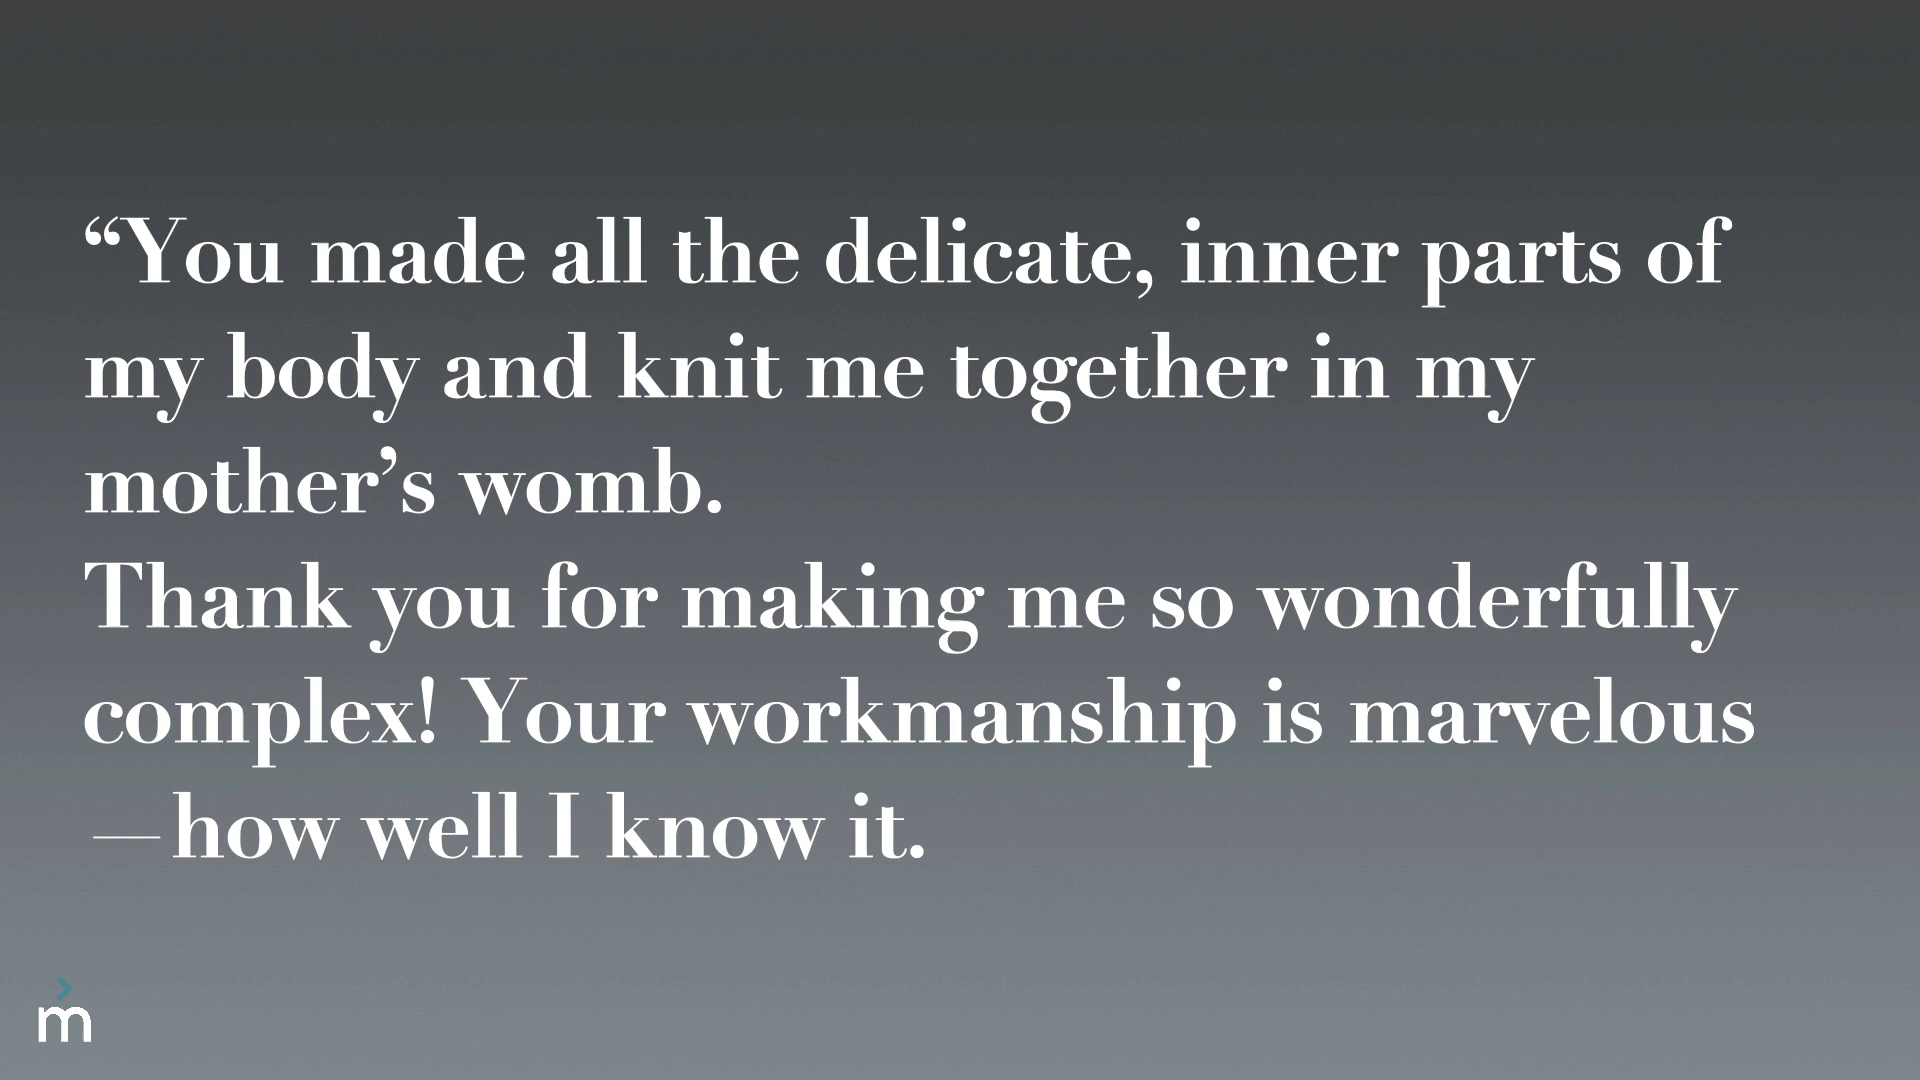 “You made all the delicate, inner parts of
my body and knit me together in my
mother’s womb.
Thank you for making me so wonderfully
complex! Your workmanship is marvelous
—how well I know it.
m